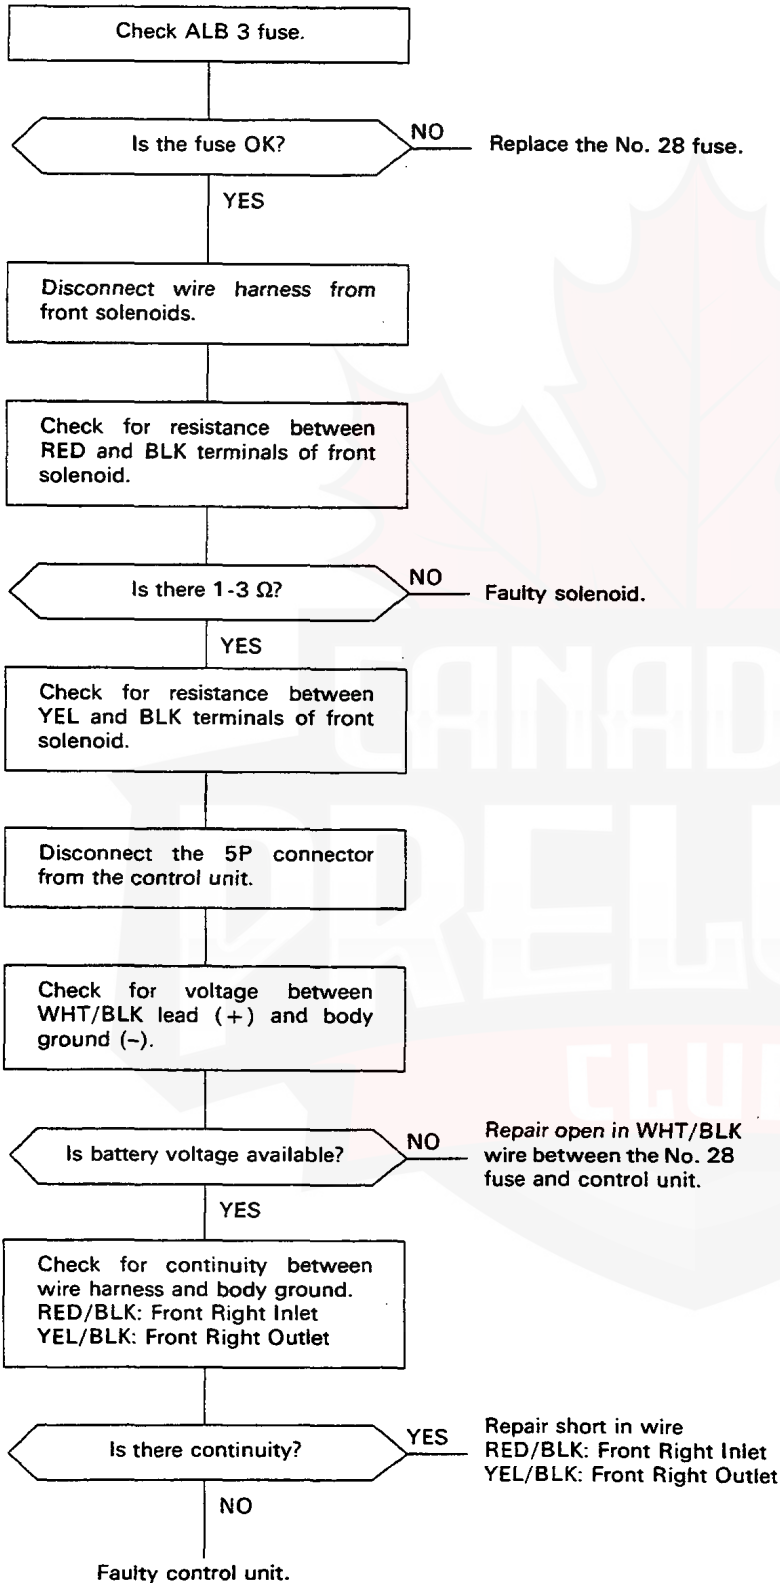 Check ALB 3 fuse.
Is the fuse OK?
NO
Replace the No. 28 fuse.
YES
Disconnect wire harness from
front solenoids.
Check for resistance between
RED and BLK terminals of front
solenoid.
Is there 1-3 Ω?
NO
Faulty solenoid.
YES
Check for resistance between
YEL and BLK terminals of front
solenoid.
Disconnect the 5P connector
from the control unit.
Check for voltage between
WHT/BLK lead (+) and body
ground (–).
Is battery voltage available?
NO
Repair open in WHT/BLK
wire between the No. 28
fuse and control unit.
YES
Check for continuity between
wire harness and body ground.
RED/BLK: Front Right Inlet
YEL/BLK: Front Right Outlet
Is there continuity?
YES
Repair short in wire
RED/BLK: Front Right Inlet
YEL/BLK: Front Right Outlet
NO
Faulty control unit.
CANAD
PRELU
CLU